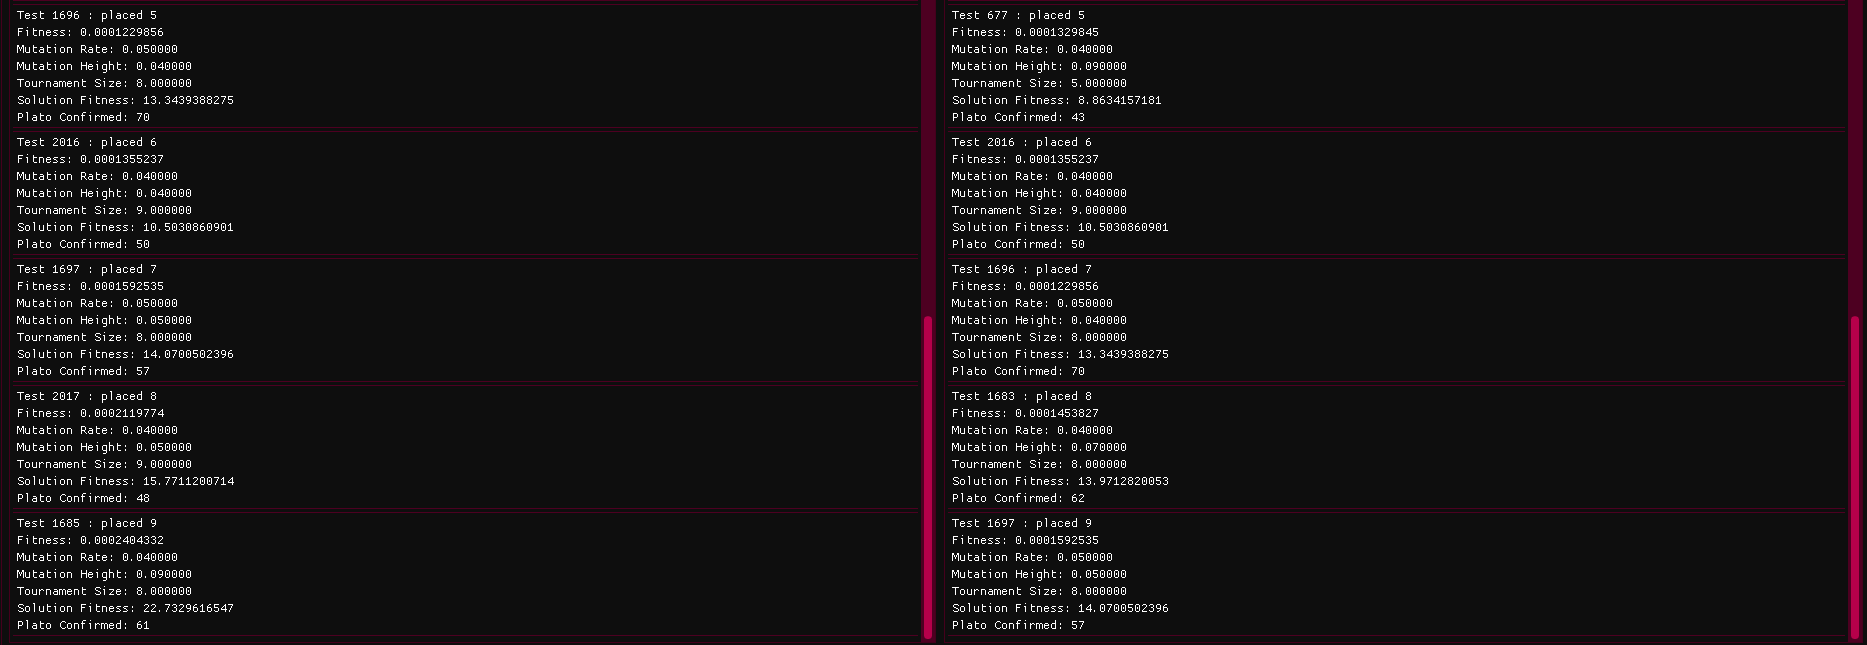 Test 1696 : placed 5
Fitness: 0.0001229856
Mutation Rate: 0.050000
Mutation Height: 0.040000
Tournament Size: 8.000000
Solution Fitness: 13.3439388275
Plato Confirmed: 70
Test 2016 : placed 6
Fitness: 0.0001355237
Mutation Rate: 0.040000
Mutation Height: 0.040000
Tournament Size: 9.000000
Solution Fitness: 10.5030860901
Plato Confirmed: 50
Test 1697 : placed 7
Fitness: 0.0001592535
Mutation Rate: 0.050000
Mutation Height: 0.050000
Tournament Size: 8.000000
Solution Fitness: 14.0700502396
Plato Confirmed: 57
Test 2017 : placed 8
Fitness: 0.0002119774
Mutation Rate: 0.040000
Mutation Height: 0.050000
Tournament Size: 9.000000
Solution Fitness: 15.7711200714
Plato Confirmed: 48
Test 1685 : placed 9
Fitness: 0.0002404332
Mutation Rate: 0.040000
Mutation Height: 0.090000
Tournament Size: 8.000000
Solution Fitness: 22.7329616547
Plato Confirmed: 61
Test 677 : placed 5
Fitness: 0.0001329845
Mutation Rate: 0.040000
Mutation Height: 0.090000
Tournament Size: 5.000000
Solution Fitness: 8.8634157181
Plato Confirmed: 43
Test 2016 : placed 6
Fitness: 0.0001355237
Mutation Rate: 0.040000
Mutation Height: 0.040000
Tournament Size: 9.000000
Solution Fitness: 10.5030860901
Plato Confirmed: 50
Test 1696 : placed 7
Fitness: 0.0001229856
Mutation Rate: 0.050000
Mutation Height: 0.040000
Tournament Size: 8.000000
Solution Fitness: 13.3439388275
Plato Confirmed: 70
Test 1683 : placed 8
Fitness: 0.0001453827
Mutation Rate: 0.040000
Mutation Height: 0.070000
Tournament Size: 8.000000
Solution Fitness: 13.9712820053
Plato Confirmed: 62
Test 1697 : placed 9
Fitness: 0.0001592535
Mutation Rate: 0.050000
Mutation Height: 0.050000
Tournament Size: 8.000000
Solution Fitness: 14.0700502396
Plato Confirmed: 57